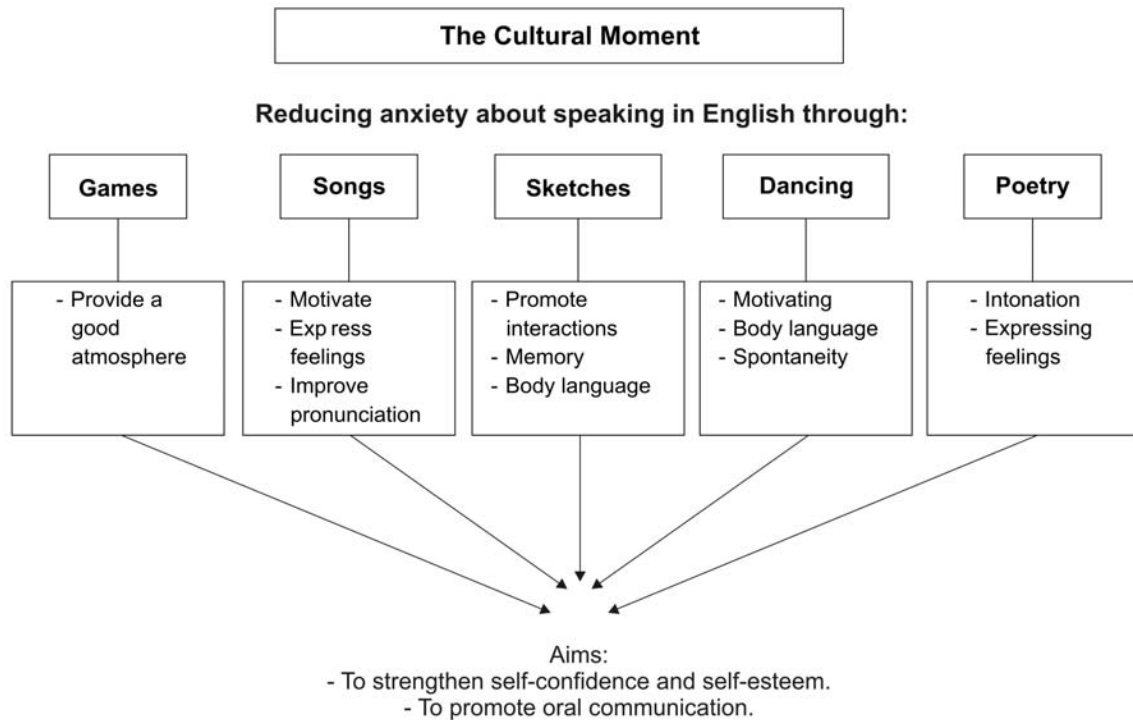 The Cultural Moment
Reducing anxiety about speaking in English through:
Games
Songs
Sketches
Dancing
Poetry
- Provide a
good
atmosphere
- Motivate
- Exp ress
feelings
- Improve
pronunciation
- Promote
interactions
- Memory
- Body language
- Motivating
- Body language
- Spontaneity
- Intonation
- Expressing
feelings
Aims:
- To strengthen self-confidence and self-esteem.
- To promote oral communication.